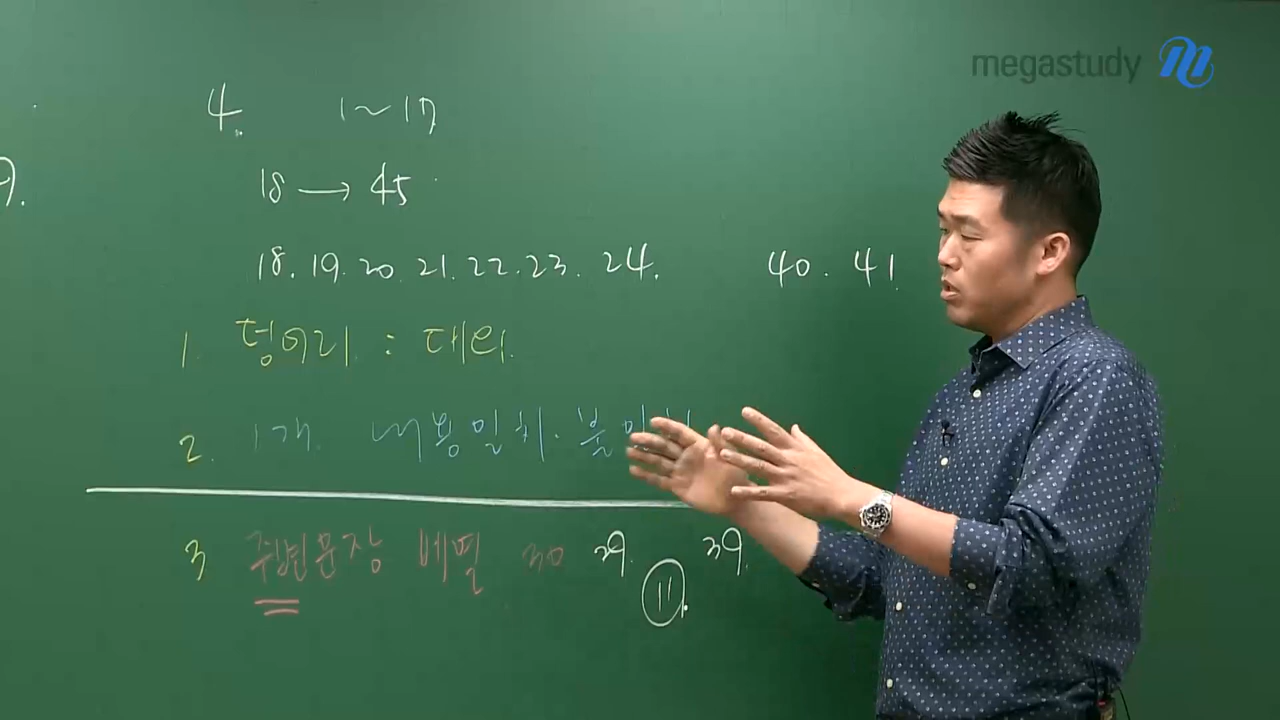 megastudy
4. 1~17
9.
18 → 45
18. 19. 20 21. 22. 23. 24. 40. 41.
1. 덩어리 : 대의.
2. 1개. 내용일치. 불
3 주변문장 배열 30 29. 39.
11.